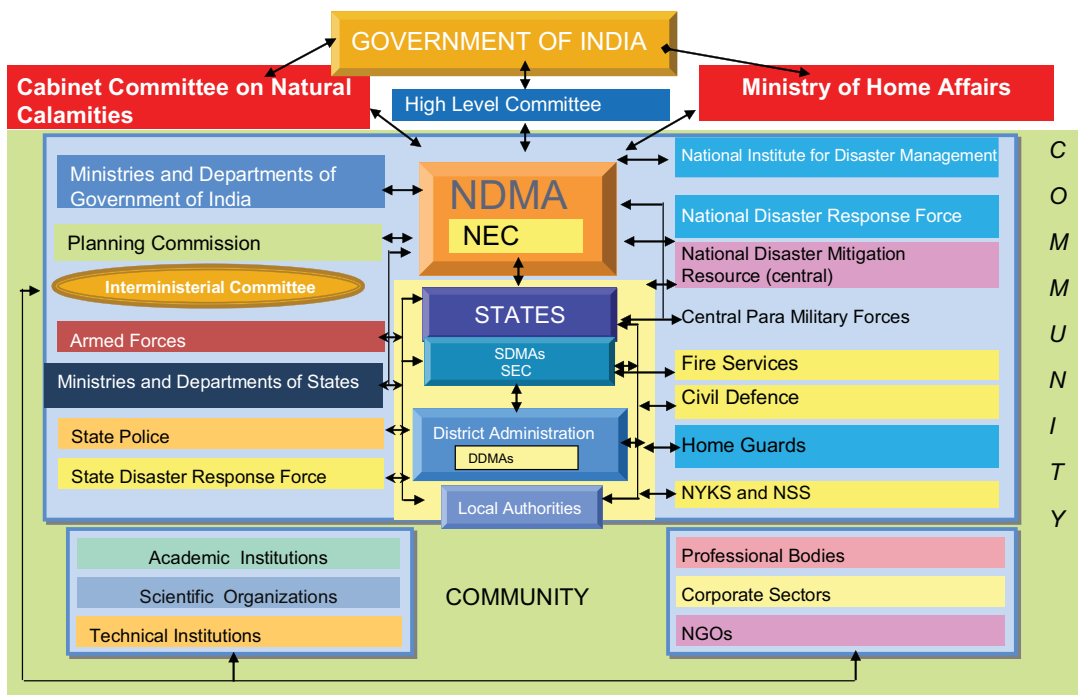 GOVERNMENT OF INDIA
Cabinet Committee on Natural
Calamities
High Level Committee
Ministry of Home Affairs
Ministries and Departments of
Government of India
Planning Commission
Interministerial Committee
Armed Forces
Ministries and Departments of States
State Police
State Disaster Response Force
NDMA
NEC
STATES
SDMAs
SEC
District Administration
DDMAs
Local Authorities
National Institute for Disaster Management
National Disaster Response Force
National Disaster Mitigation
Resource (central)
Central Para Military Forces
Fire Services
Civil Defence
Home Guards
NYKS and NSS
C
O
M
M
U
N
I
T
Y
Academic Institutions
Scientific Organizations
Technical Institutions
COMMUNITY
Professional Bodies
Corporate Sectors
NGOs